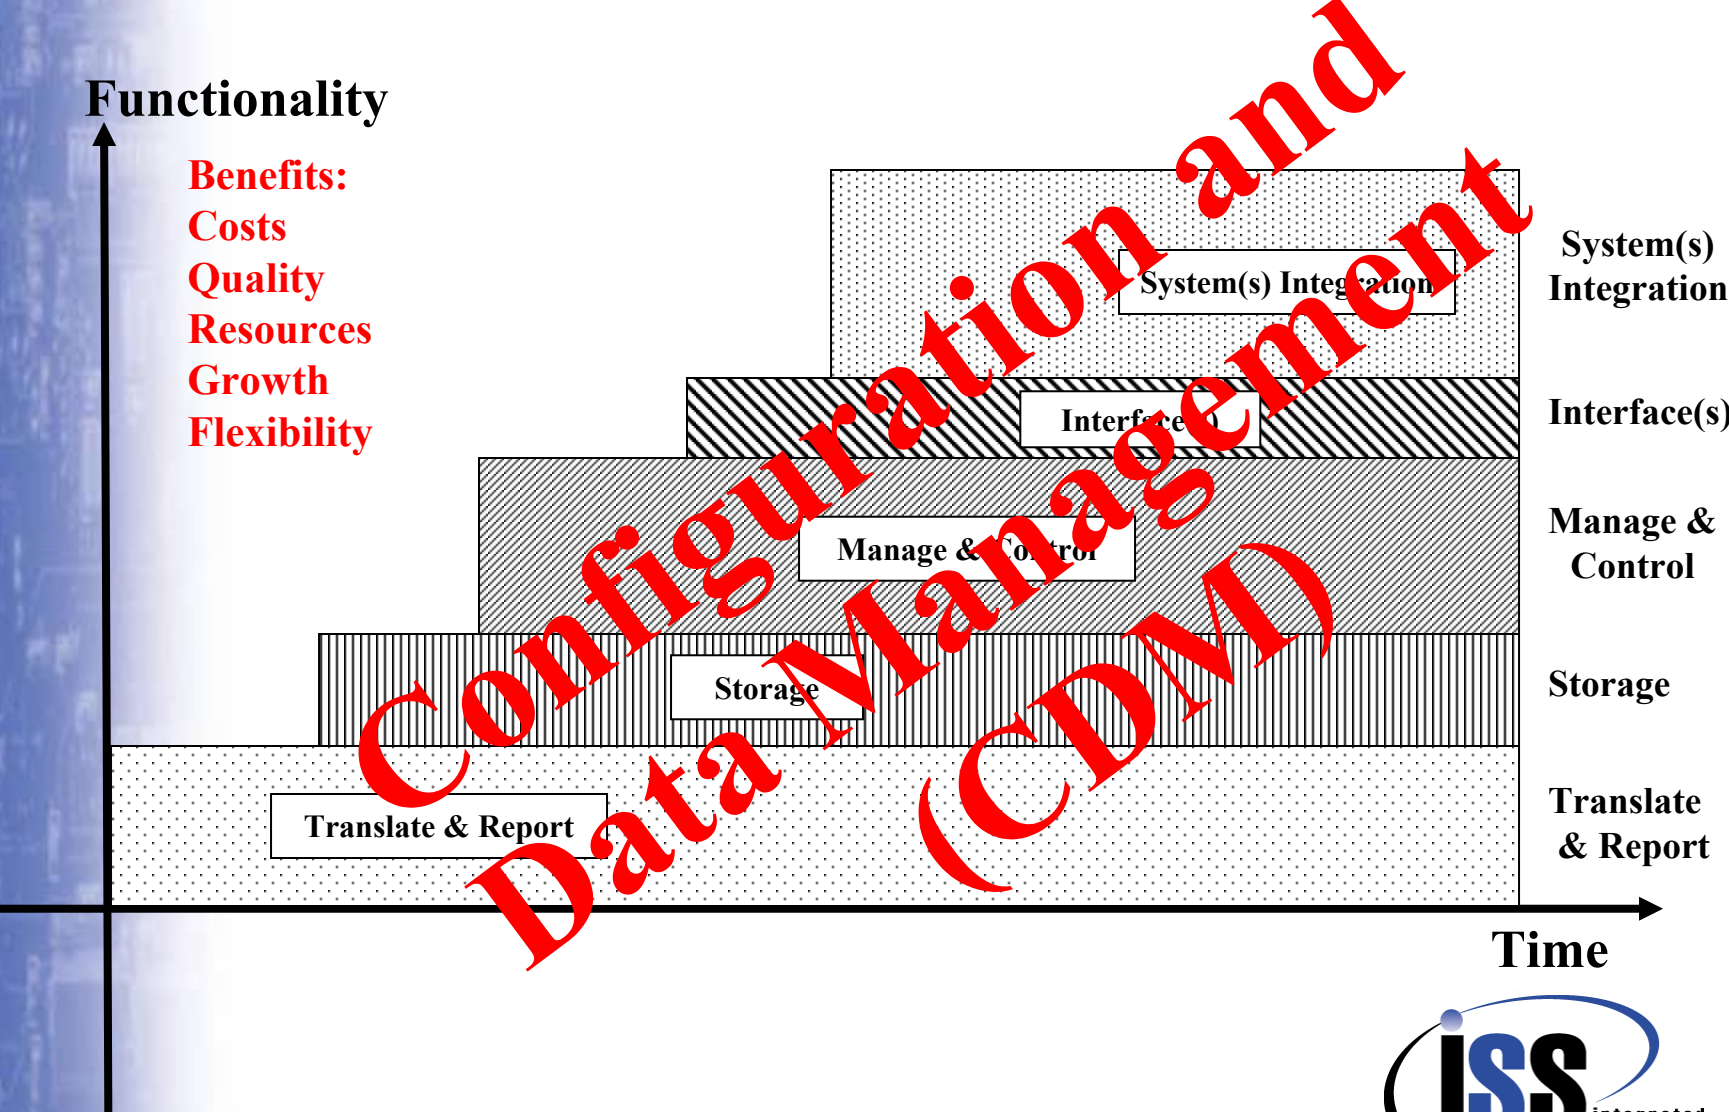 Functionality
Benefits:
Costs
Quality
Resources
Growth
Flexibility
Configuration and
Data Management
(CDM)
System(s) Integration
System(s)
Integration
Interface(s)
Interface(s)
Manage & Control
Manage &
Control
Storage
Storage
Translate & Report
Translate
& Report
Time
iSS